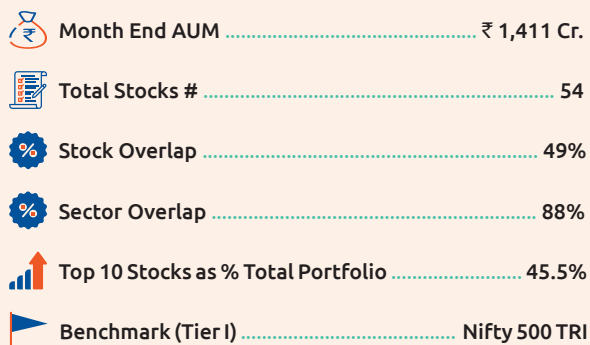 ₹
Month End AUM ₹ 1,411 Cr.
Total Stocks # 54
% Stock Overlap 49%
% Sector Overlap 88%
Top 10 Stocks as % Total Portfolio 45.5%
Benchmark (Tier I) Nifty 500 TRI